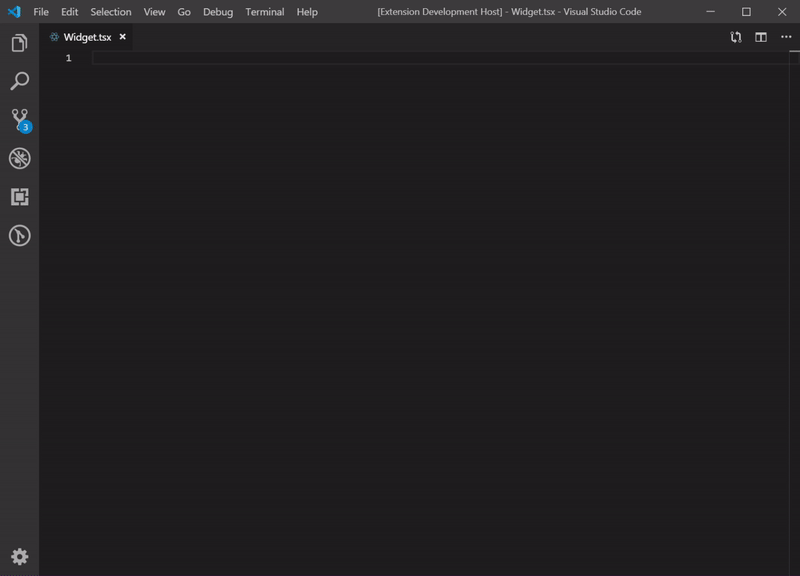 File Edit Selection View Go Debug Terminal Help [Extension Development Host] - Widget.tsx - Visual Studio Code
Widget.tsx
1
3